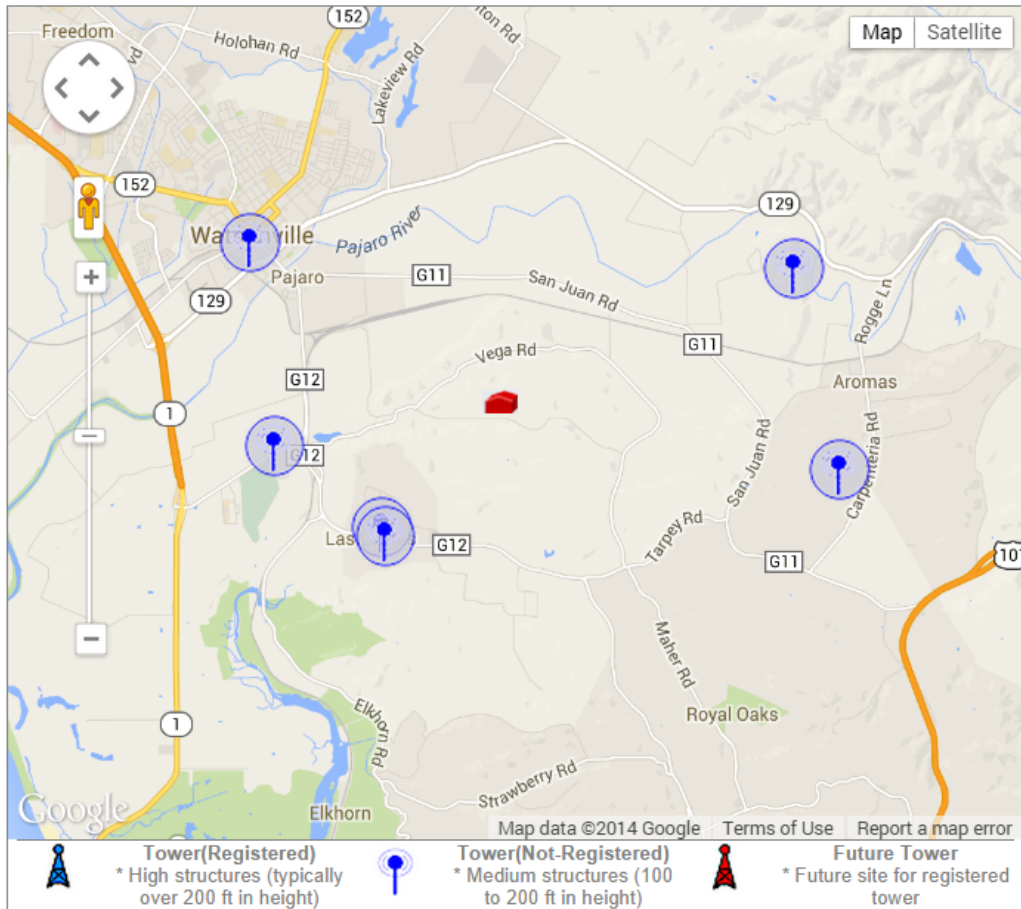 152
Freedom
Holohan Rd
Map
Satellite
Lakeview Rd
152
129
Watsonville
Pajaro River
Pajaro
G11
San Juan Rd
129
Rogge Ln
G11
Vega Rd
G12
Aromas
1
G12
San Juan Rd
Carpenteria Rd
Las
G12
Tarpey Rd
G11
101
Maher Rd
Elkhorn Rd
Royal Oaks
1
Strawberry Rd
Google
Elkhorn
Map data ©2014 Google
Terms of Use
Report a map error
Tower(Registered)
* High structures (typically
over 200 ft in height)
Tower(Not-Registered)
* Medium structures (100
to 200 ft in height)
Future Tower
* Future site for registered
tower